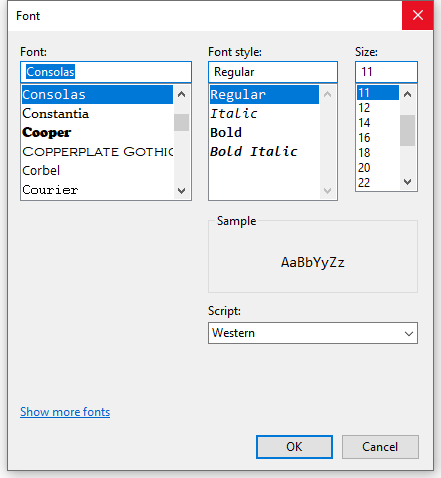 Font
Font:
Consolas
Consolas
Constantia
Cooper
COPPERPLATE GOTHIC
Corbel
Courier
Font style:
Regular
Regular
Italic
Bold
Bold Italic
Size:
11
11
12
14
16
18
20
22
Sample
AaBbYyZz
Script:
Western
Show more fonts
OK
Cancel